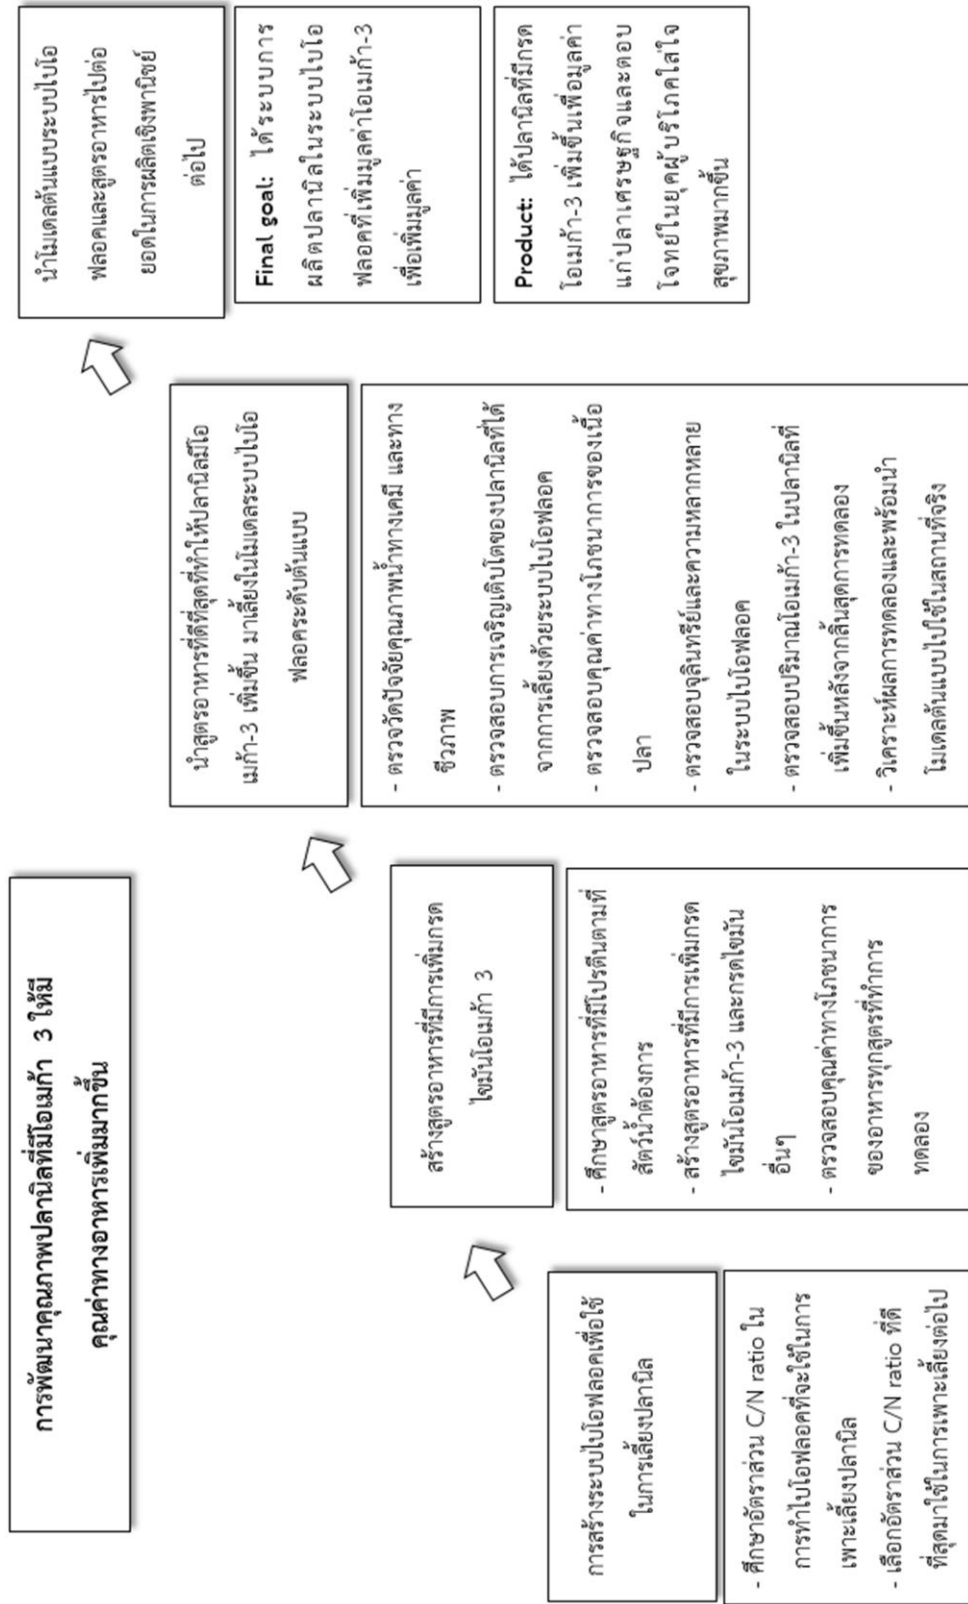 การพัฒนาคุณภาพปลานิลที่มีโอเมก้า 3 ให้มี
คุณค่าทางอาหารเพิ่มมากขึ้น
การสร้างระบบไบโอฟลอคเพื่อใช้
ในการเลี้ยงปลานิล
- ศึกษาอัตราส่วน C/N ratio ใน
การทำไบโอฟลอคที่จะใช้ในการ
เพาะเลี้ยงปลานิล
- เลือกอัตราส่วน C/N ratio ที่ดี
ที่สุดมาใช้ในการเพาะเลี้ยงต่อไป
สร้างสูตรอาหารที่มีการเพิ่มกรด
ไขมันโอเมก้า 3
- ศึกษาสูตรอาหารที่มีโปรตีนตามที่
สัตว์น้ำต้องการ
- สร้างสูตรอาหารที่มีการเพิ่มกรด
ไขมันโอเมก้า-3 และกรดไขมัน
อื่นๆ
- ตรวจสอบคุณค่าทางโภชนาการ
ของอาหารทุกสูตรที่ทำการ
ทดลอง
นำสูตรอาหารที่ดีที่สุดที่ทำให้ปลานิลมีโอ
เมก้า-3 เพิ่มขึ้น มาเลี้ยงในโมเดลระบบไบโอ
ฟลอคระดับต้นแบบ
- ตรวจวัดปัจจัยคุณภาพน้ำทางเคมี และทาง
ชีวภาพ
- ตรวจสอบการเจริญเติบโตของปลานิลที่ได้
จากการเลี้ยงด้วยระบบไบโอฟลอค
- ตรวจสอบคุณค่าทางโภชนาการของเนื้อ
ปลา
- ตรวจสอบจุลินทรีย์และความหลากหลาย
ในระบบไบโอฟลอค
- ตรวจสอบปริมาณโอเมก้า-3 ในปลานิลที่
เพิ่มขึ้นหลังจากสิ้นสุดการทดลอง
- วิเคราะห์ผลการทดลองและพร้อมนำ
โมเดลต้นแบบไปใช้ในสถานที่จริง
นำโมเดลต้นแบบระบบไบโอ
ฟลอคและสูตรอาหารไปต่อ
ยอดในการผลิตเชิงพานิชย์
ต่อไป
Final goal: ได้ระบบการ
ผลิตปลานิลในระบบไบโอ
ฟลอคที่เพิ่มมูลค่าโอเมก้า-3
เพื่อเพิ่มมูลค่า
Product: ได้ปลานิลที่มีกรด
โอเมก้า-3 เพิ่มขึ้นเพื่อมูลค่า
แก่ปลาเศรษฐกิจและตอบ
โจทย์ในยุคผู้บริโภคใส่ใจ
สุขภาพมากขึ้น